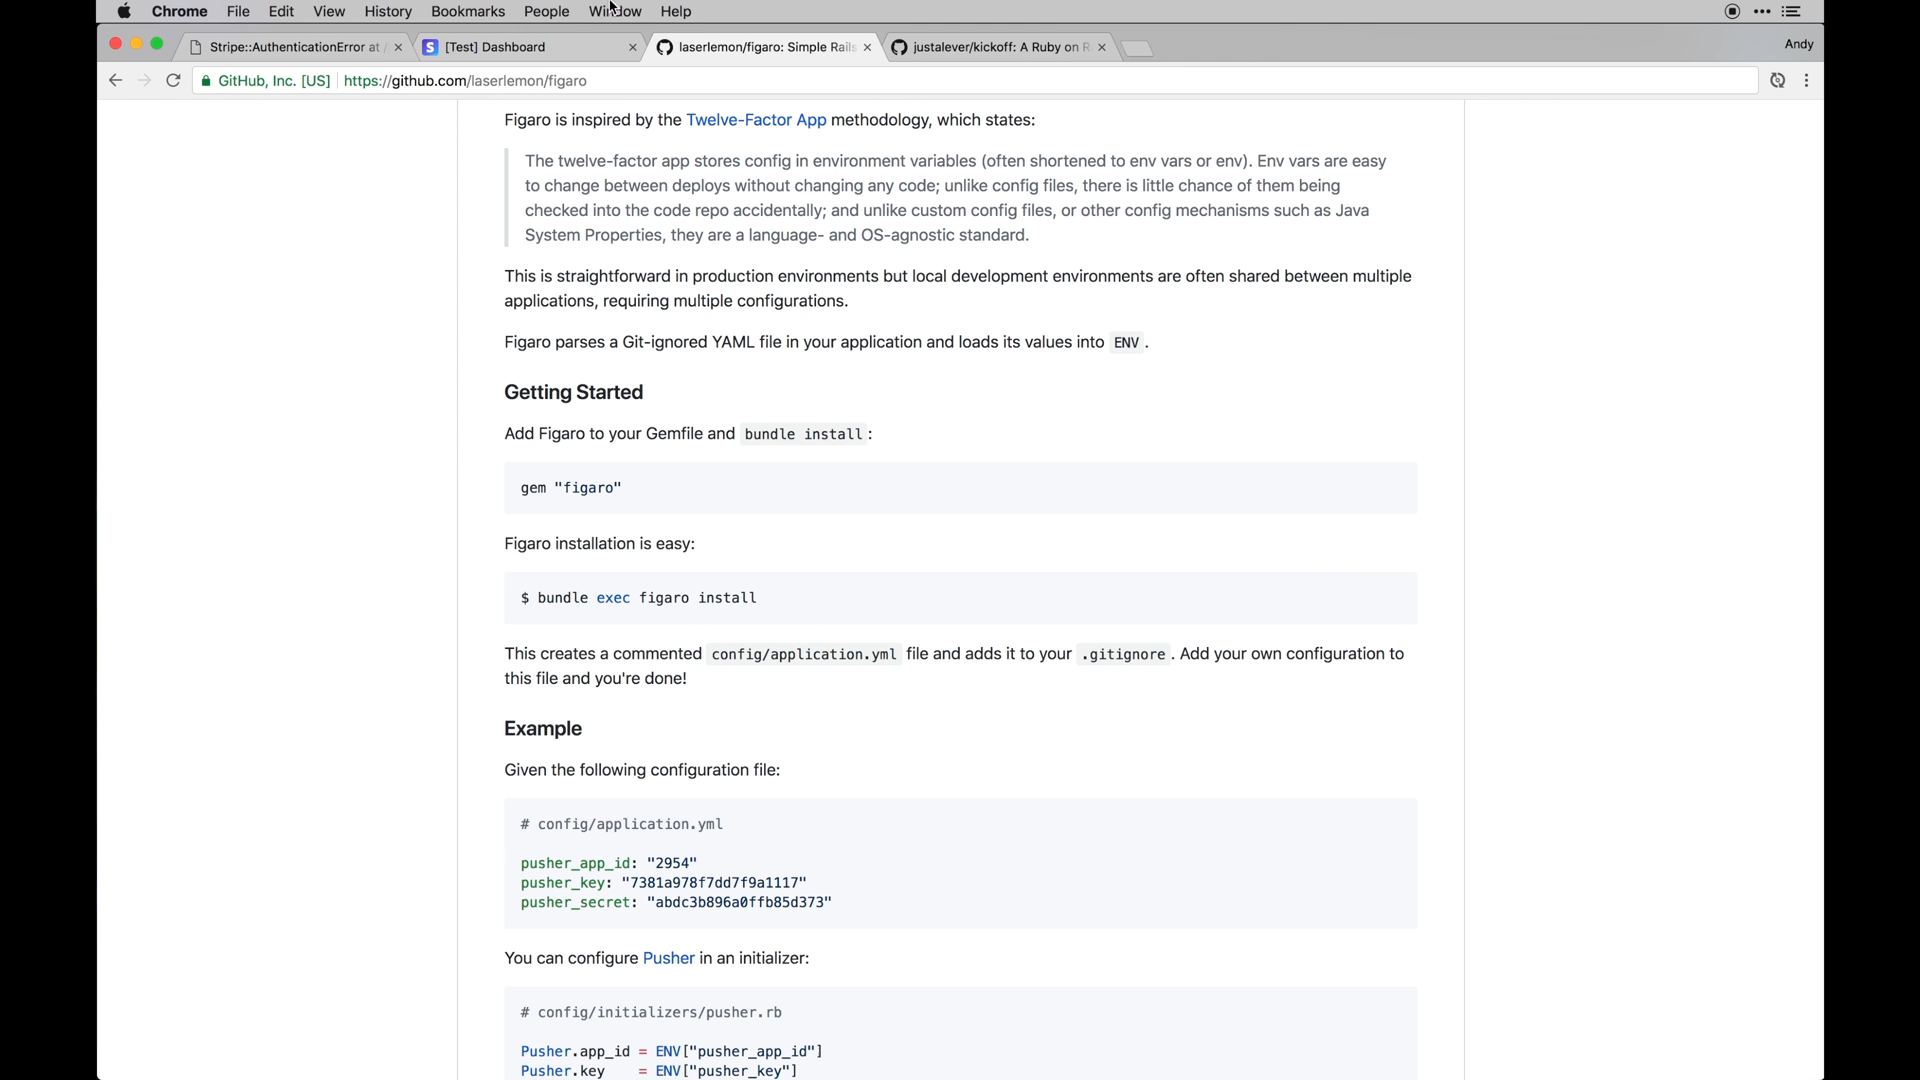 Chrome File Edit View History Bookmarks People Window Help
Stripe::AuthenticationError at /
[Test] Dashboard
laserlemon/figaro: Simple Rails
justalever/kickoff: A Ruby on R
Andy
GitHub, Inc. [US] https://github.com/laserlemon/figaro
Figaro is inspired by the Twelve-Factor App methodology, which states:
The twelve-factor app stores config in environment variables (often shortened to env vars or env). Env vars are easy
to change between deploys without changing any code; unlike config files, there is little chance of them being
checked into the code repo accidentally; and unlike custom config files, or other config mechanisms such as Java
System Properties, they are a language- and OS-agnostic standard.
This is straightforward in production environments but local development environments are often shared between multiple
applications, requiring multiple configurations.
Figaro parses a Git-ignored YAML file in your application and loads its values into ENV .
Getting Started
Add Figaro to your Gemfile and bundle install :
gem "figaro"
Figaro installation is easy:
$ bundle exec figaro install
This creates a commented config/application.yml file and adds it to your .gitignore . Add your own configuration to
this file and you're done!
Example
Given the following configuration file:
# config/application.yml
pusher_app_id: "2954"
pusher_key: "7381a978f7dd7f9a1117"
pusher_secret: "abdc3b896a0ffb85d373"
You can configure Pusher in an initializer:
# config/initializers/pusher.rb
Pusher.app_id = ENV["pusher_app_id"]
Pusher.key = ENV["pusher_key"]